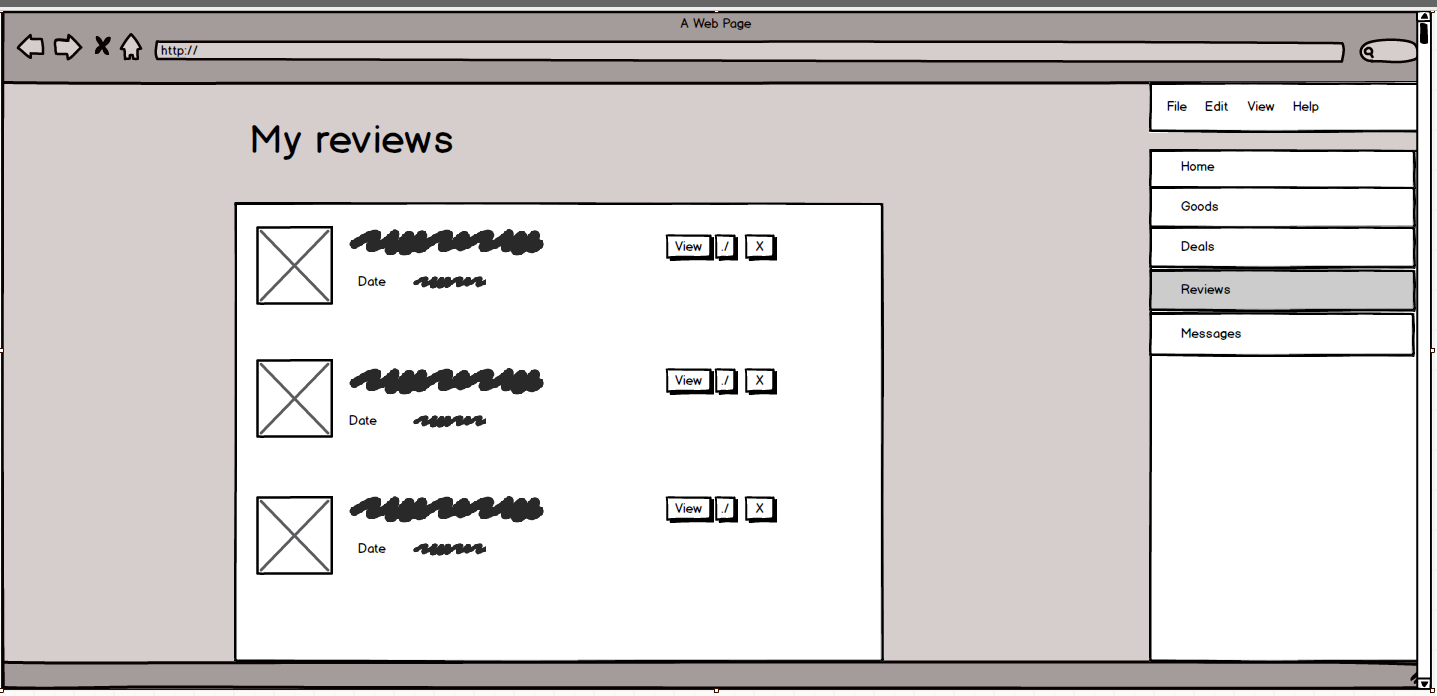 A Web Page
http://
File Edit View Help
My reviews
Home
Goods
Deals
Reviews
Messages
View ./ X
Date
View ./ X
Date
View ./ X
Date